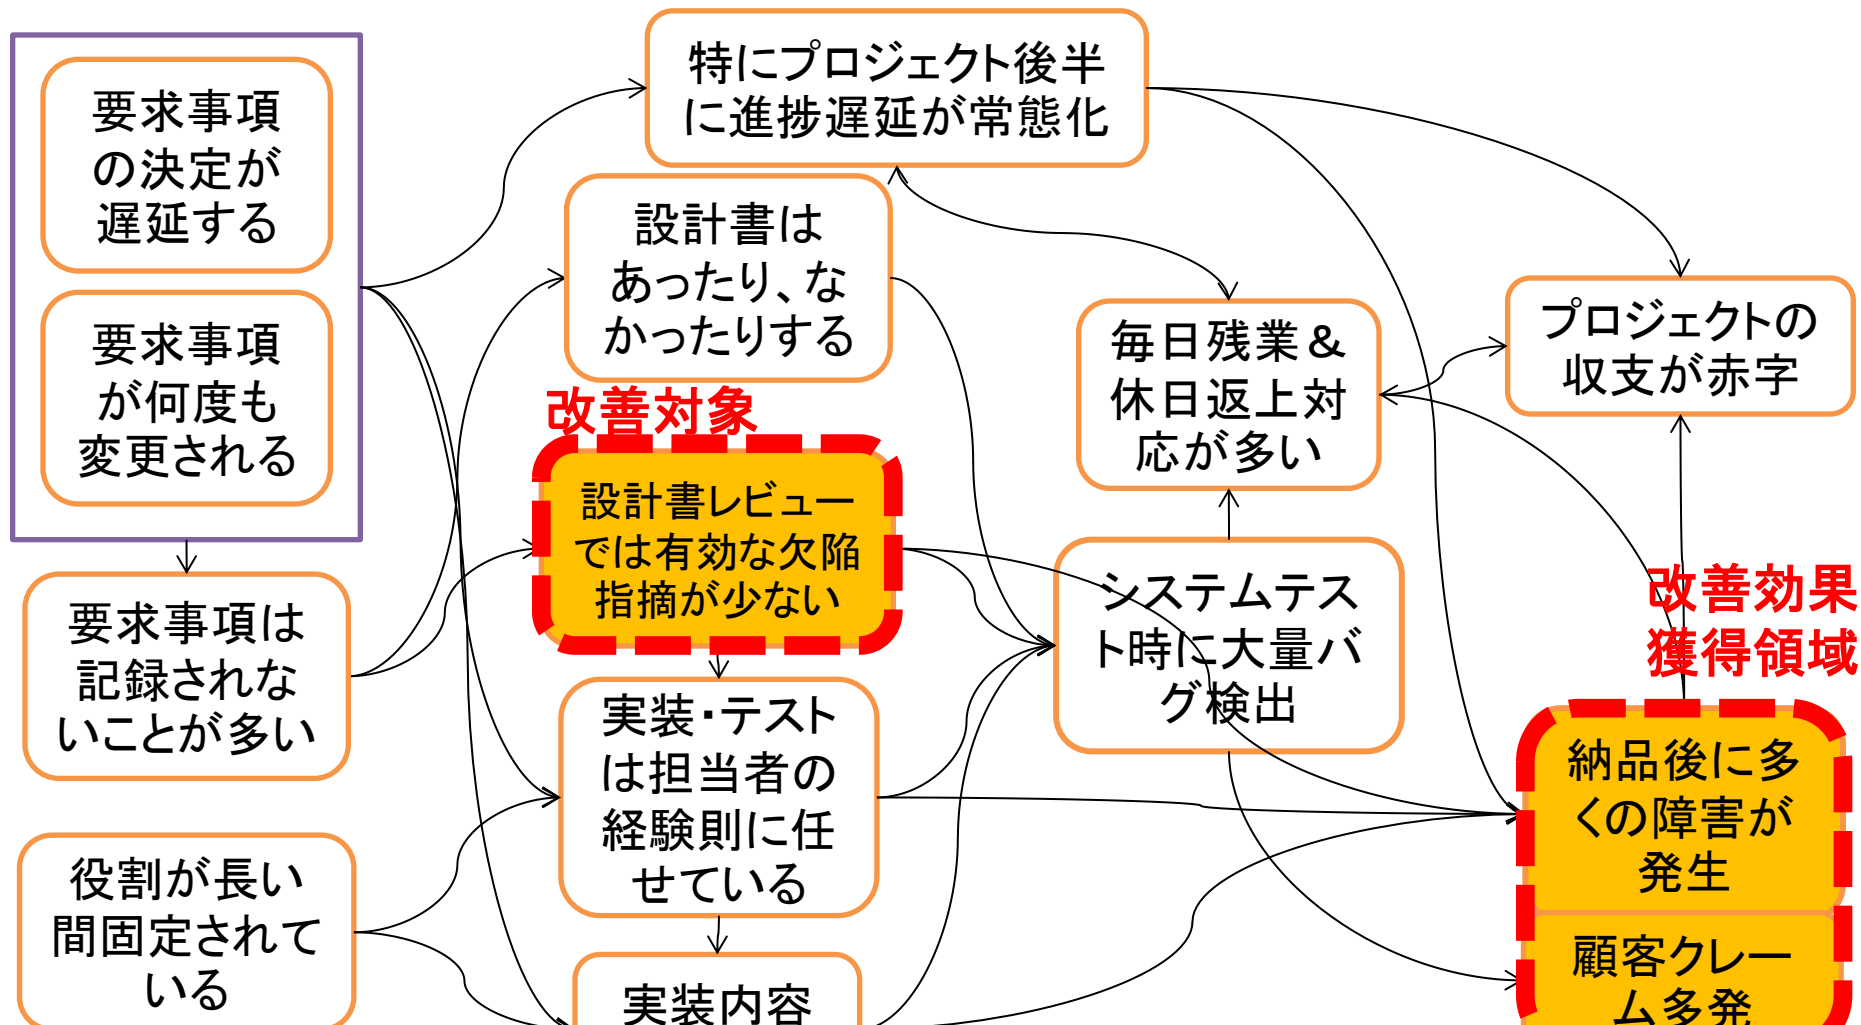 要求事項
の決定が
遅延する
要求事項
が何度も
変更される
要求事項は
記録されな
いことが多い
役割が長い
間固定されて
いる
特にプロジェクト後半
に進捗遅延が常態化
設計書は
あったり、な
かったりする
改善対象
設計書レビュー
では有効な欠陥
指摘が少ない
実装・テスト
は担当者の
経験則に任
せている
実装内容
毎日残業＆
休日返上対
応が多い
システムテス
ト時に大量バ
グ検出
プロジェクトの
収支が赤字
改善効果
獲得領域
納品後に多
くの障害が
発生
顧客クレー
ム多発